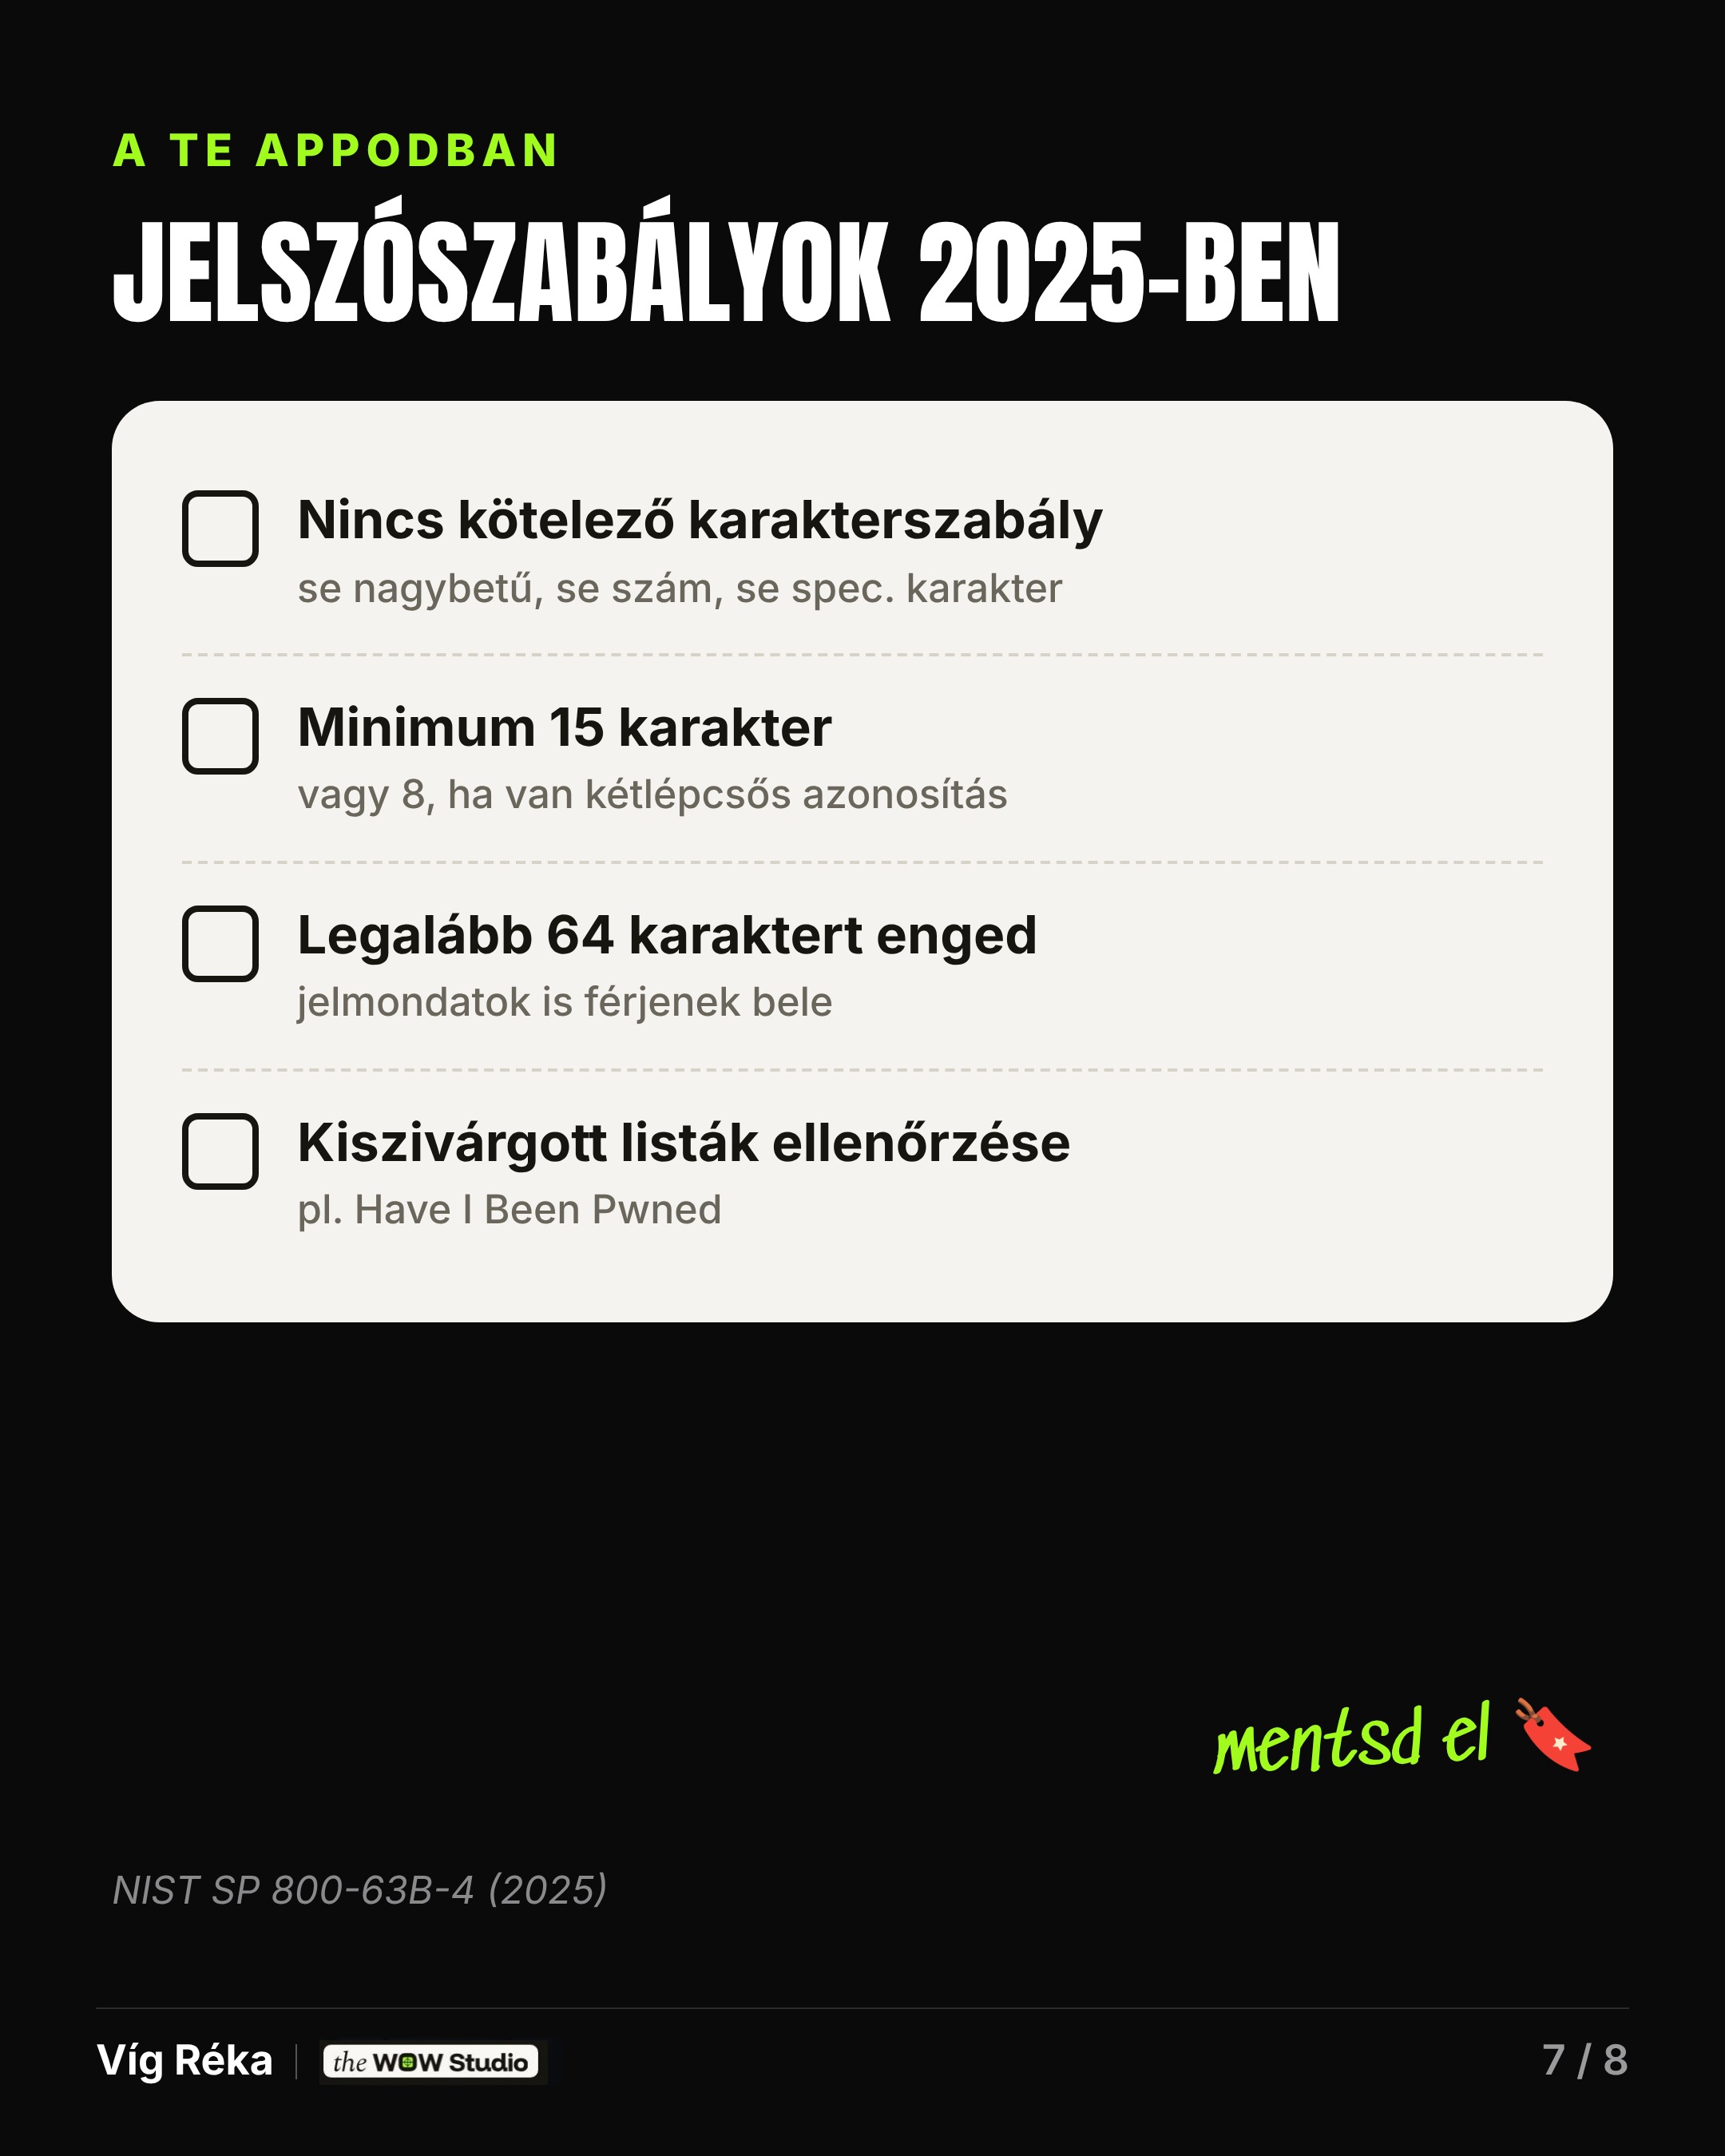 A TE APPODBAN
JELSZÓSZABÁLYOK 2025-BEN
Nincs kötelező karakterszabály
se nagybetű, se szám, se spec. karakter
Minimum 15 karakter
vagy 8, ha van kétlépcsős azonosítás
Legalább 64 karaktert enged
jelmondatok is férjenek bele
Kiszivárgott listák ellenőrzése
pl. Have I Been Pwned
mentsd el
NIST SP 800-63B-4 (2025)
Víg Réka
the WOW Studio
7 / 8